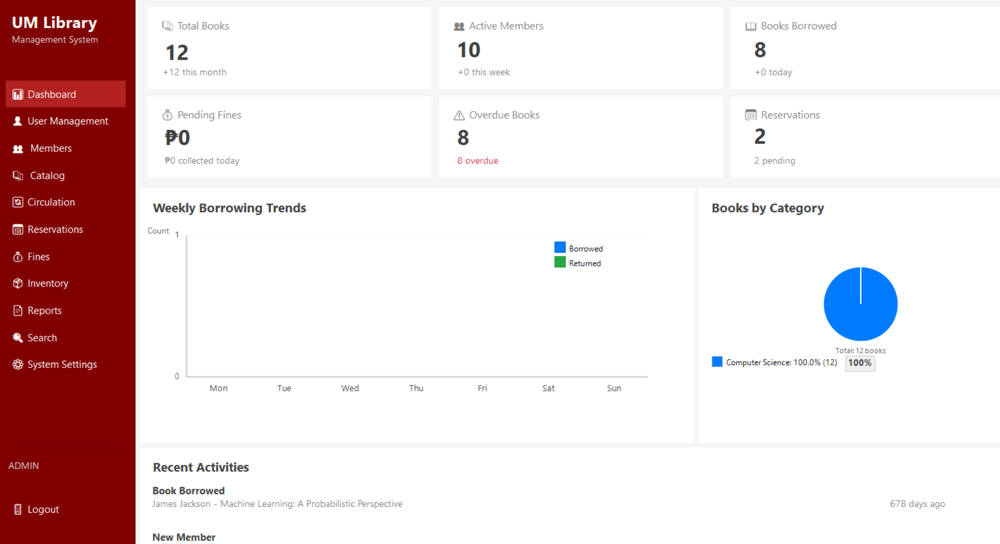 UM Library
Management System
Dashboard
User Management
Members
Catalog
Circulation
Reservations
Fines
Inventory
Reports
Search
System Settings
ADMIN
Logout
Total Books
12
+12 this month
Active Members
10
+0 this week
Books Borrowed
8
+0 today
Pending Fines
₱0
₱0 collected today
Overdue Books
8
8 overdue
Reservations
2
2 pending
Weekly Borrowing Trends
Count
1
Borrowed
Returned
0
Mon Tue Wed Thu Fri Sat Sun
Books by Category
Total: 12 books
Computer Science: 100.0% (12)
100%
Recent Activities
Book Borrowed
James Jackson - Machine Learning: A Probabilistic Perspective 678 days ago
New Member